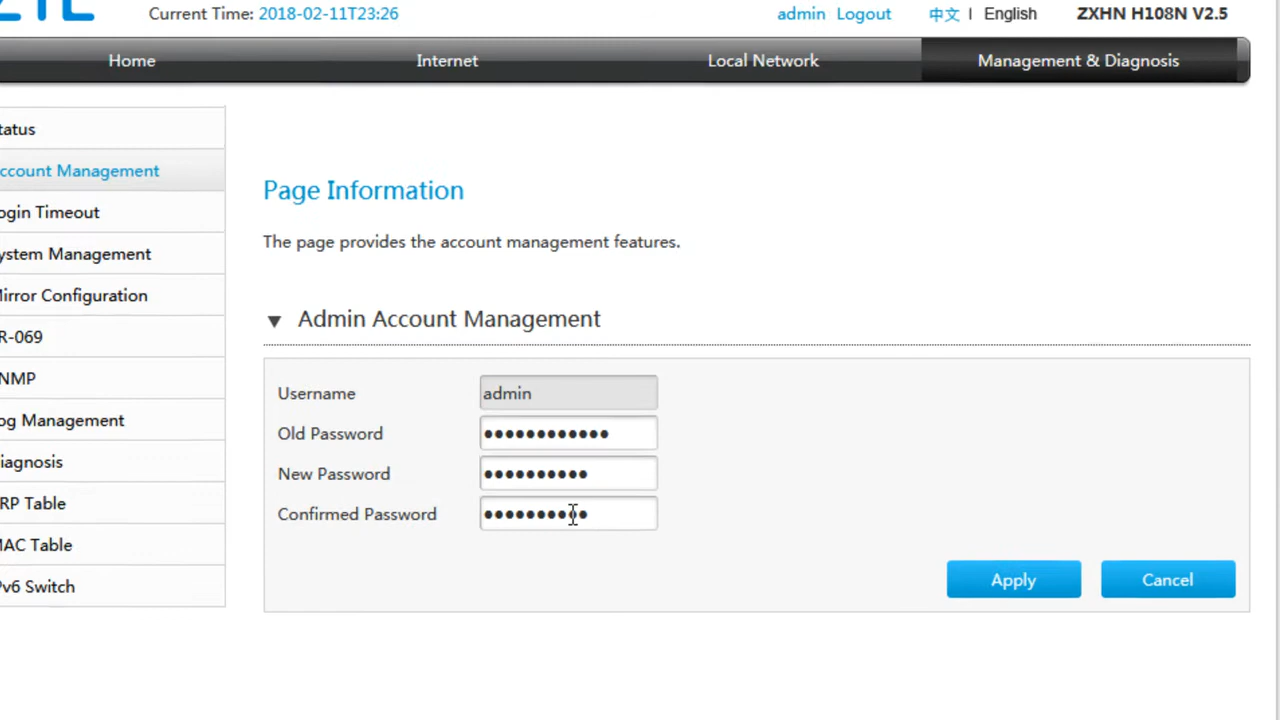 ZTE
Current Time: 2018-02-11T23:26
admin Logout 中文 | English ZXHN H108N V2.5
Home Internet Local Network Management & Diagnosis
tatus
ccount Management
ogin Timeout
ystem Management
irror Configuration
R-069
NMP
og Management
iagnosis
RP Table
MAC Table
Pv6 Switch
Page Information
The page provides the account management features.
▼ Admin Account Management
Username admin
Old Password ••••••••••••
New Password ••••••••••
Confirmed Password ••••••••••
Apply Cancel